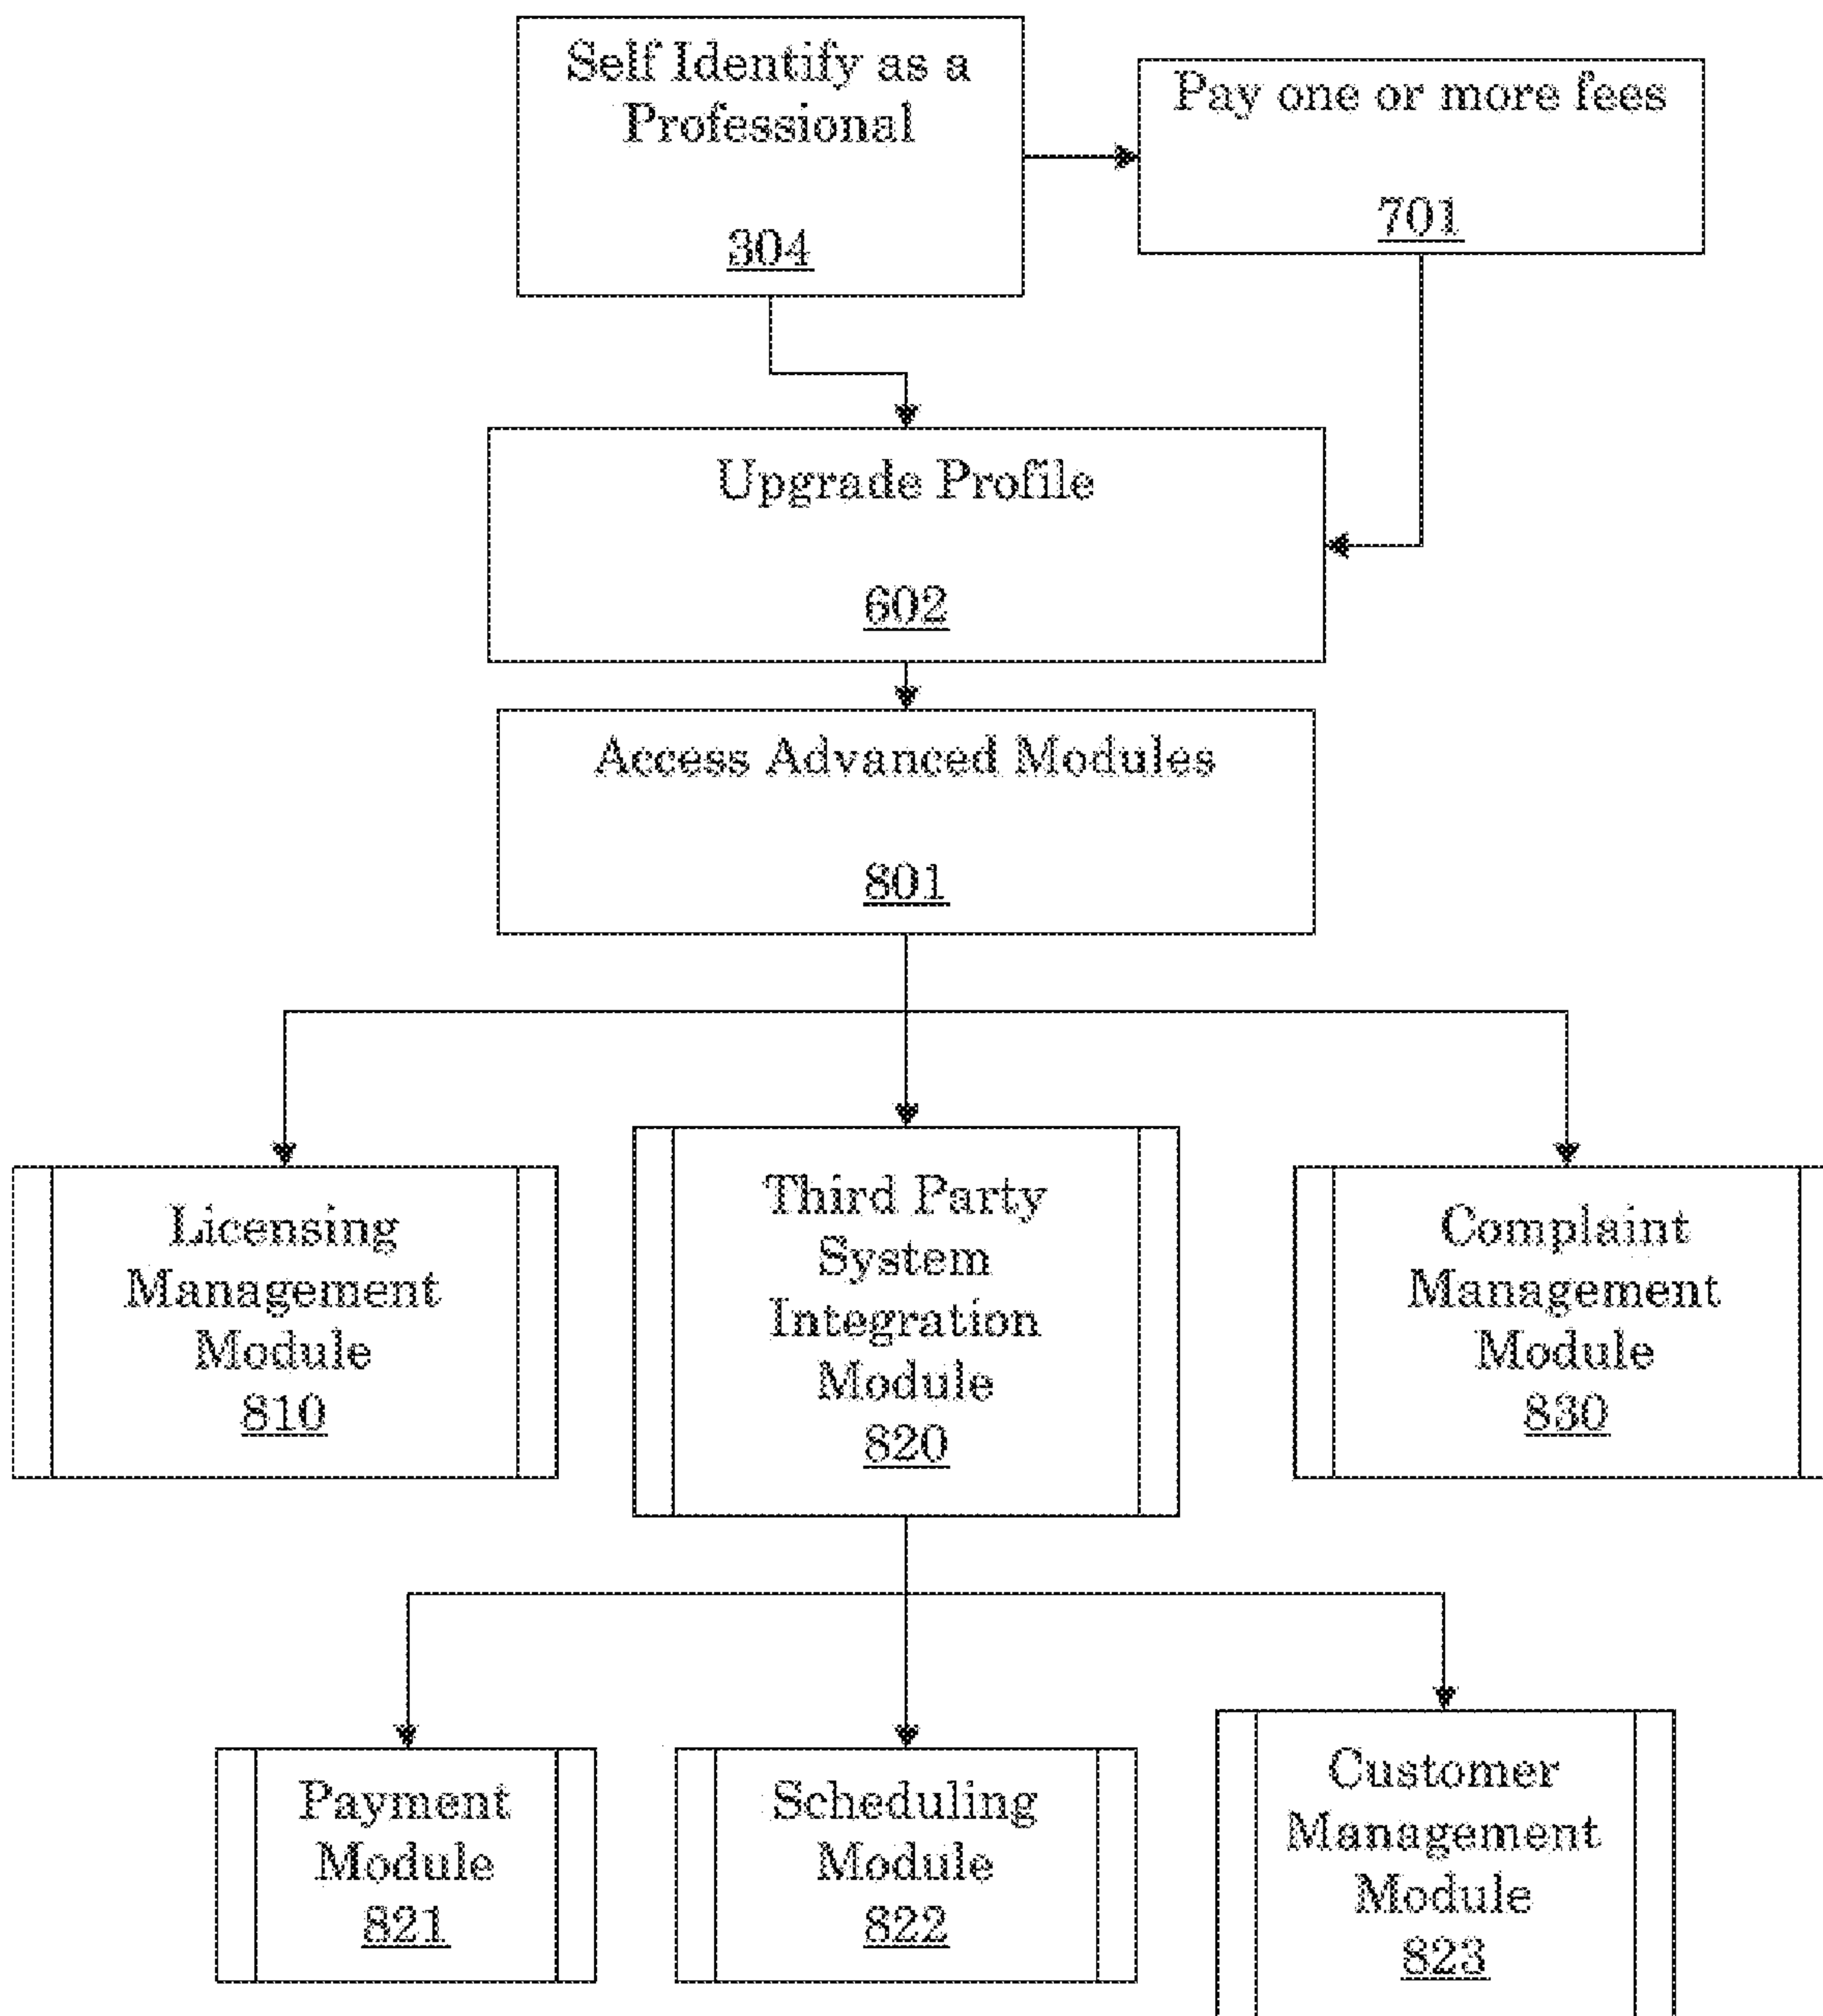 Self Identify as a
Professional
304
Pay one or more fees
701
Upgrade Profile
602
Access Advanced Modules
801
Licensing
Management
Module
810
Third Party
System
Integration
Module
820
Complaint
Management
Module
830
Payment
Module
821
Scheduling
Module
822
Customer
Management
Module
823